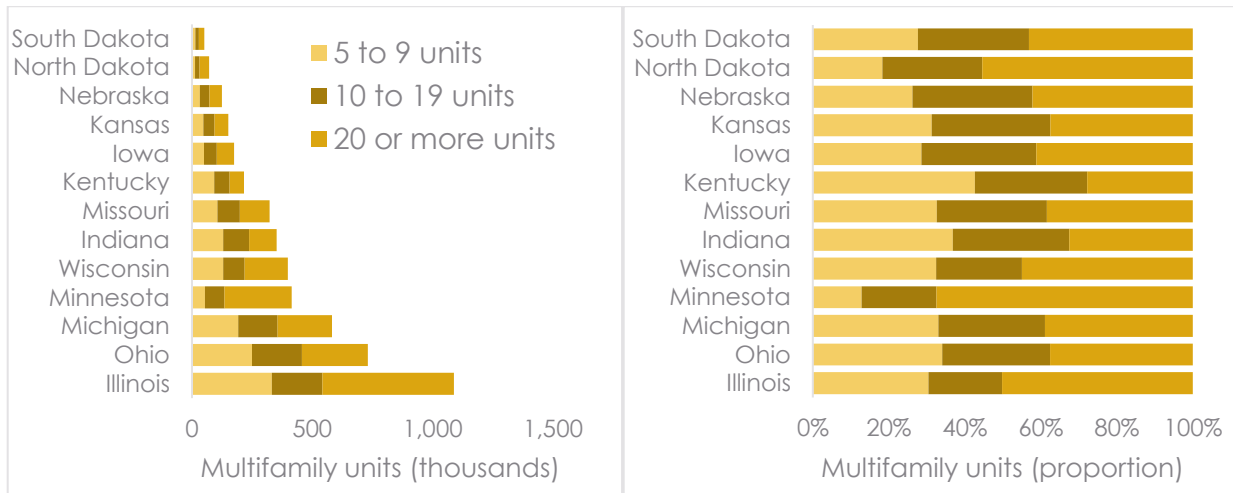 South Dakota
North Dakota
Nebraska
Kansas
Iowa
Kentucky
Missouri
Indiana
Wisconsin
Minnesota
Michigan
Ohio
Illinois
5 to 9 units
10 to 19 units
20 or more units
0 500 1,000 1,500
Multifamily units (thousands)
South Dakota
North Dakota
Nebraska
Kansas
Iowa
Kentucky
Missouri
Indiana
Wisconsin
Minnesota
Michigan
Ohio
Illinois
0% 20% 40% 60% 80% 100%
Multifamily units (proportion)